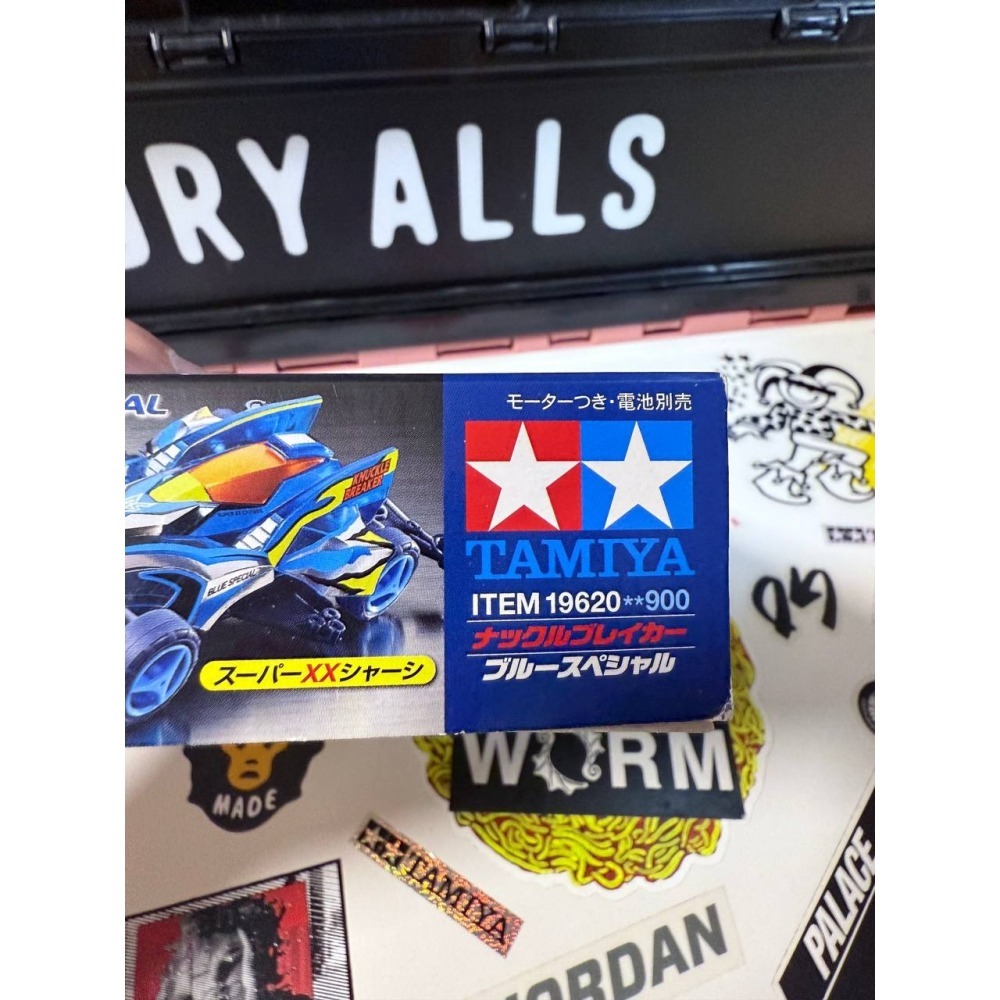 ORY ALLS
AL
モーターつき・電池別売
KNUCKLE
BREAKER
TAMIYA
BLUE SPECIAL
ITEM 19620**900
ナックルブレイカー
ブルースペシャル
スーパーXXシャーシ
WORM
MADE
TAMIYA
PALACE
JORDAN